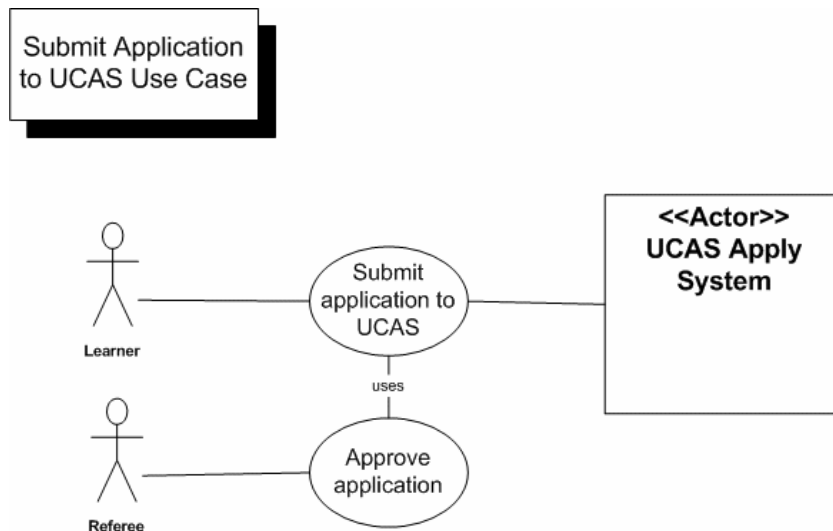 Submit Application
to UCAS Use Case
<<Actor>>
UCAS Apply
System
Submit
application to
UCAS
Learner
uses
Approve
application
Referee